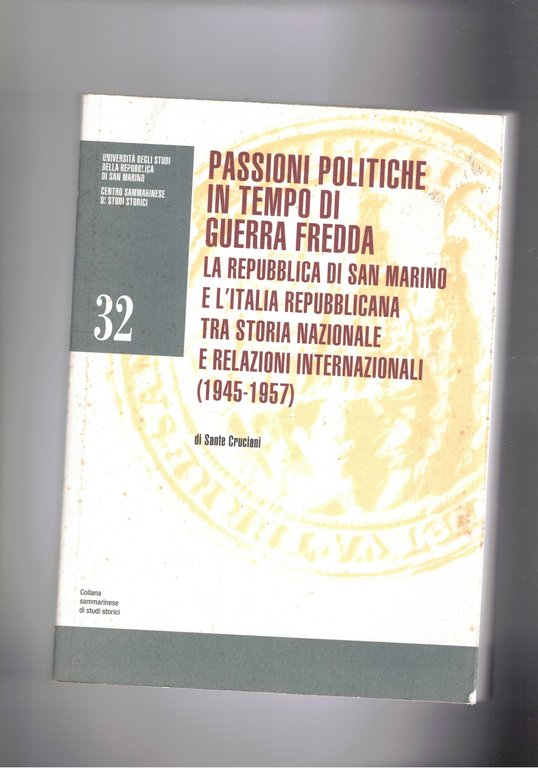 UNIVERSITÀ DEGLI STUDI
DELLA REPUBBLICA
DI SAN MARINO
CENTRO SAMMARINESE
DI STUDI STORICI
32
PASSIONI POLITICHE
IN TEMPO DI
GUERRA FREDDA
LA REPUBBLICA DI SAN MARINO
E L'ITALIA REPUBBLICANA
TRA STORIA NAZIONALE
E RELAZIONI INTERNAZIONALI
(1945-1957)
di Sante Cruciani
Collana
sammarinese
di studi storici